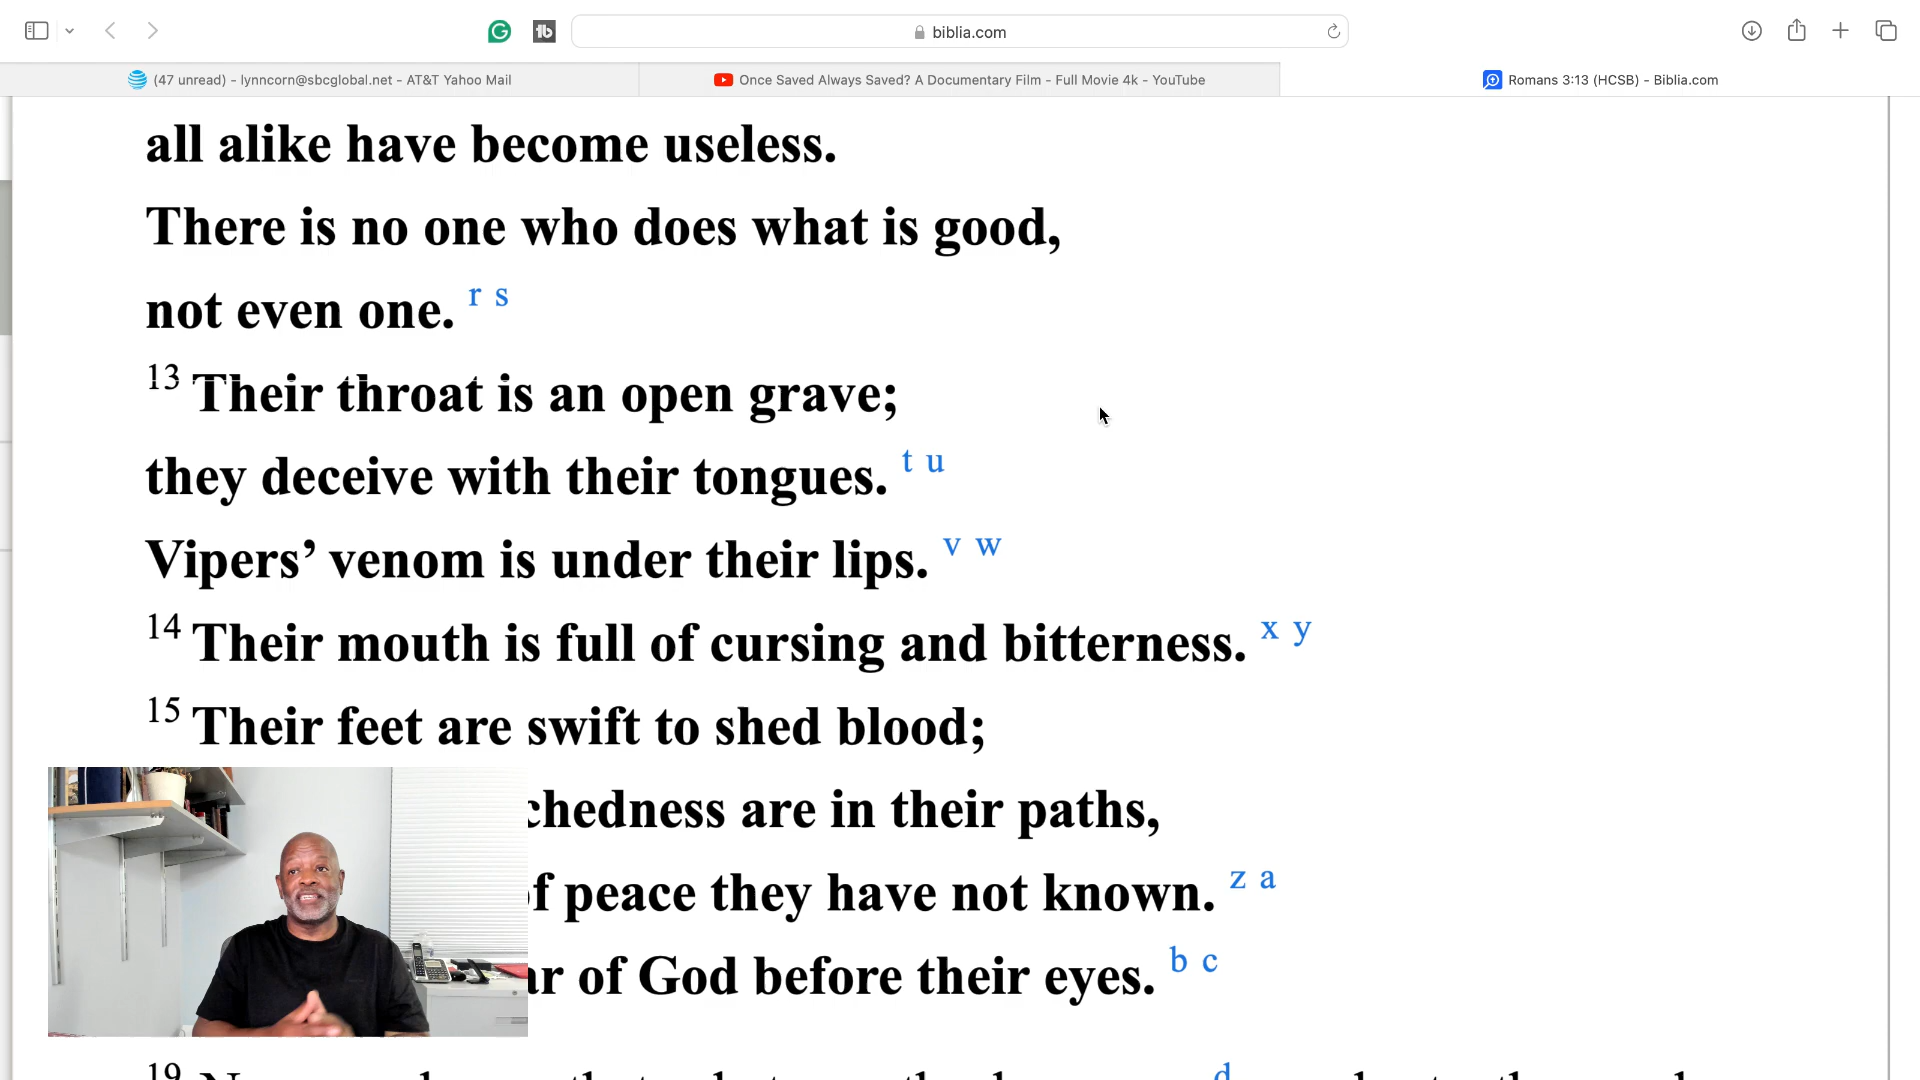 biblia.com
(47 unread) - lynncorn@sbcglobal.net - AT&T Yahoo Mail
Once Saved Always Saved? A Documentary Film - Full Movie 4k - YouTube
Romans 3:13 (HCSB) - Biblia.com
all alike have become useless.
There is no one who does what is good,
not even one. r s
13 Their throat is an open grave;
they deceive with their tongues. t u
Vipers’ venom is under their lips. v w
14 Their mouth is full of cursing and bitterness. x y
15 Their feet are swift to shed blood;
chedness are in their paths,
of peace they have not known. z a
ar of God before their eyes. b c
19